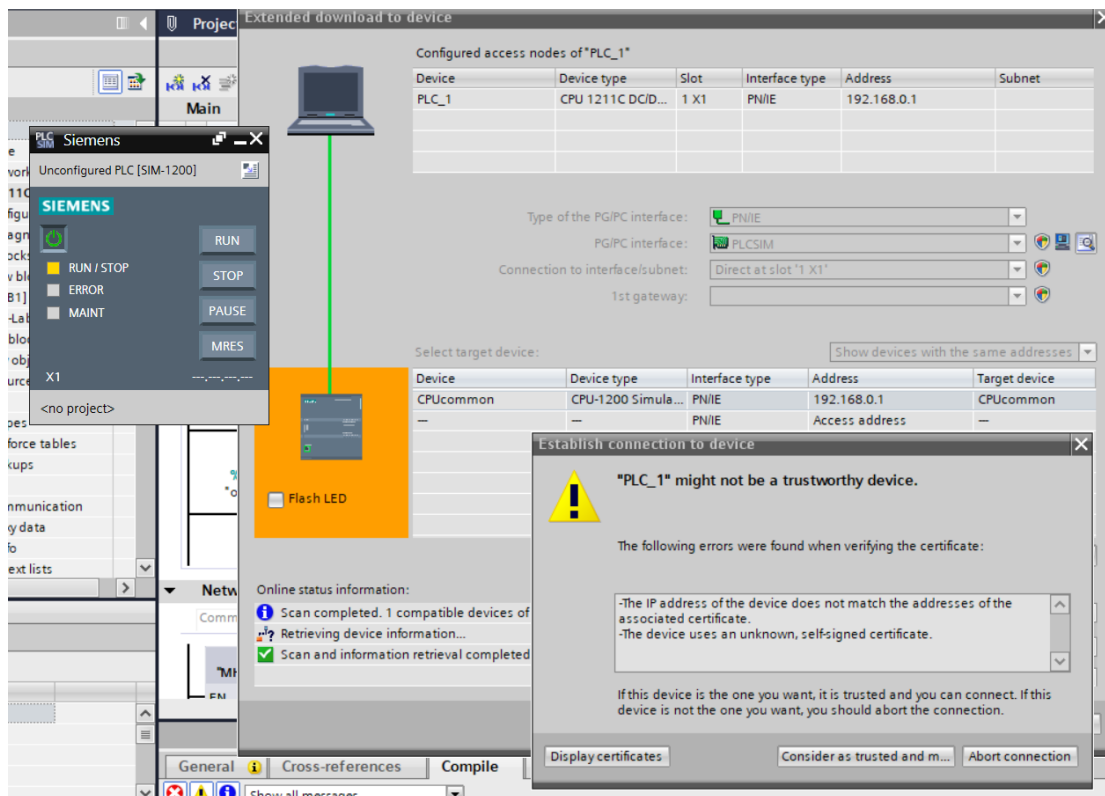 Projec
Extended download to device
Configured access nodes of "PLC_1"
Device Device type Slot Interface type Address Subnet
PLC_1 CPU 1211C DC/D... 1 X1 PN/IE 192.168.0.1
Main
PLC SIM Siemens
Unconfigured PLC [SIM-1200]
SIEMENS
RUN
RUN / STOP
STOP
ERROR
MAINT
PAUSE
MRES
X1 ---.---.---.---
<no project>
Type of the PG/PC interface: PN/IE
PG/PC interface: PLCSIM
Connection to interface/subnet: Direct at slot '1 X1'
1st gateway:
Select target device: Show devices with the same addresses
Device Device type Interface type Address Target device
CPUcommon CPU-1200 Simula... PN/IE 192.168.0.1 CPUcommon
— — PN/IE Access address —
Flash LED
force tables
kups
mmunication
xy data
fo
ext lists
Netw
Comm
"MH
EN
Online status information:
Scan completed. 1 compatible devices of
Retrieving device information...
Scan and information retrieval completed
Establish connection to device
"PLC_1" might not be a trustworthy device.
The following errors were found when verifying the certificate:
-The IP address of the device does not match the addresses of the
associated certificate.
-The device uses an unknown, self-signed certificate.
If this device is the one you want, it is trusted and you can connect. If this
device is not the one you want, you should abort the connection.
Display certificates Consider as trusted and m... Abort connection
General Cross-references Compile
Show all messages